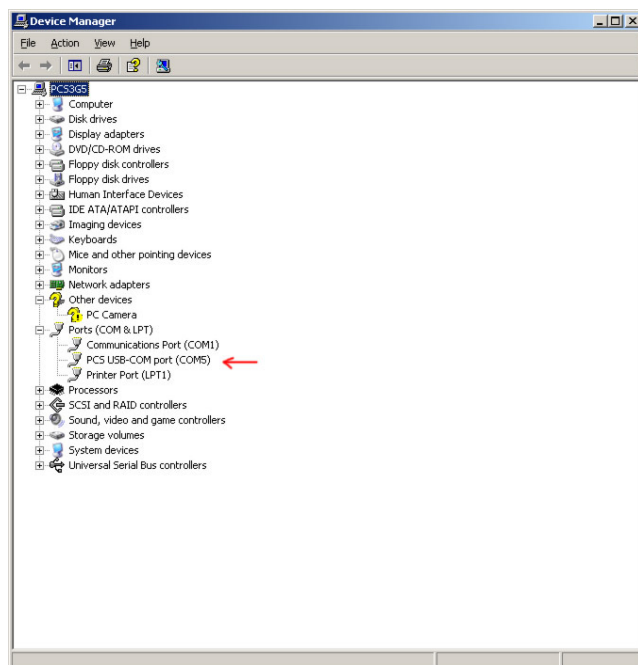 Device Manager
File Action View Help
PCS3G5
Computer
Disk drives
Display adapters
DVD/CD-ROM drives
Floppy disk controllers
Floppy disk drives
Human Interface Devices
IDE ATA/ATAPI controllers
Imaging devices
Keyboards
Mice and other pointing devices
Monitors
Network adapters
Other devices
PC Camera
Ports (COM & LPT)
Communications Port (COM1)
PCS USB-COM port (COM5)
Printer Port (LPT1)
Processors
SCSI and RAID controllers
Sound, video and game controllers
Storage volumes
System devices
Universal Serial Bus controllers